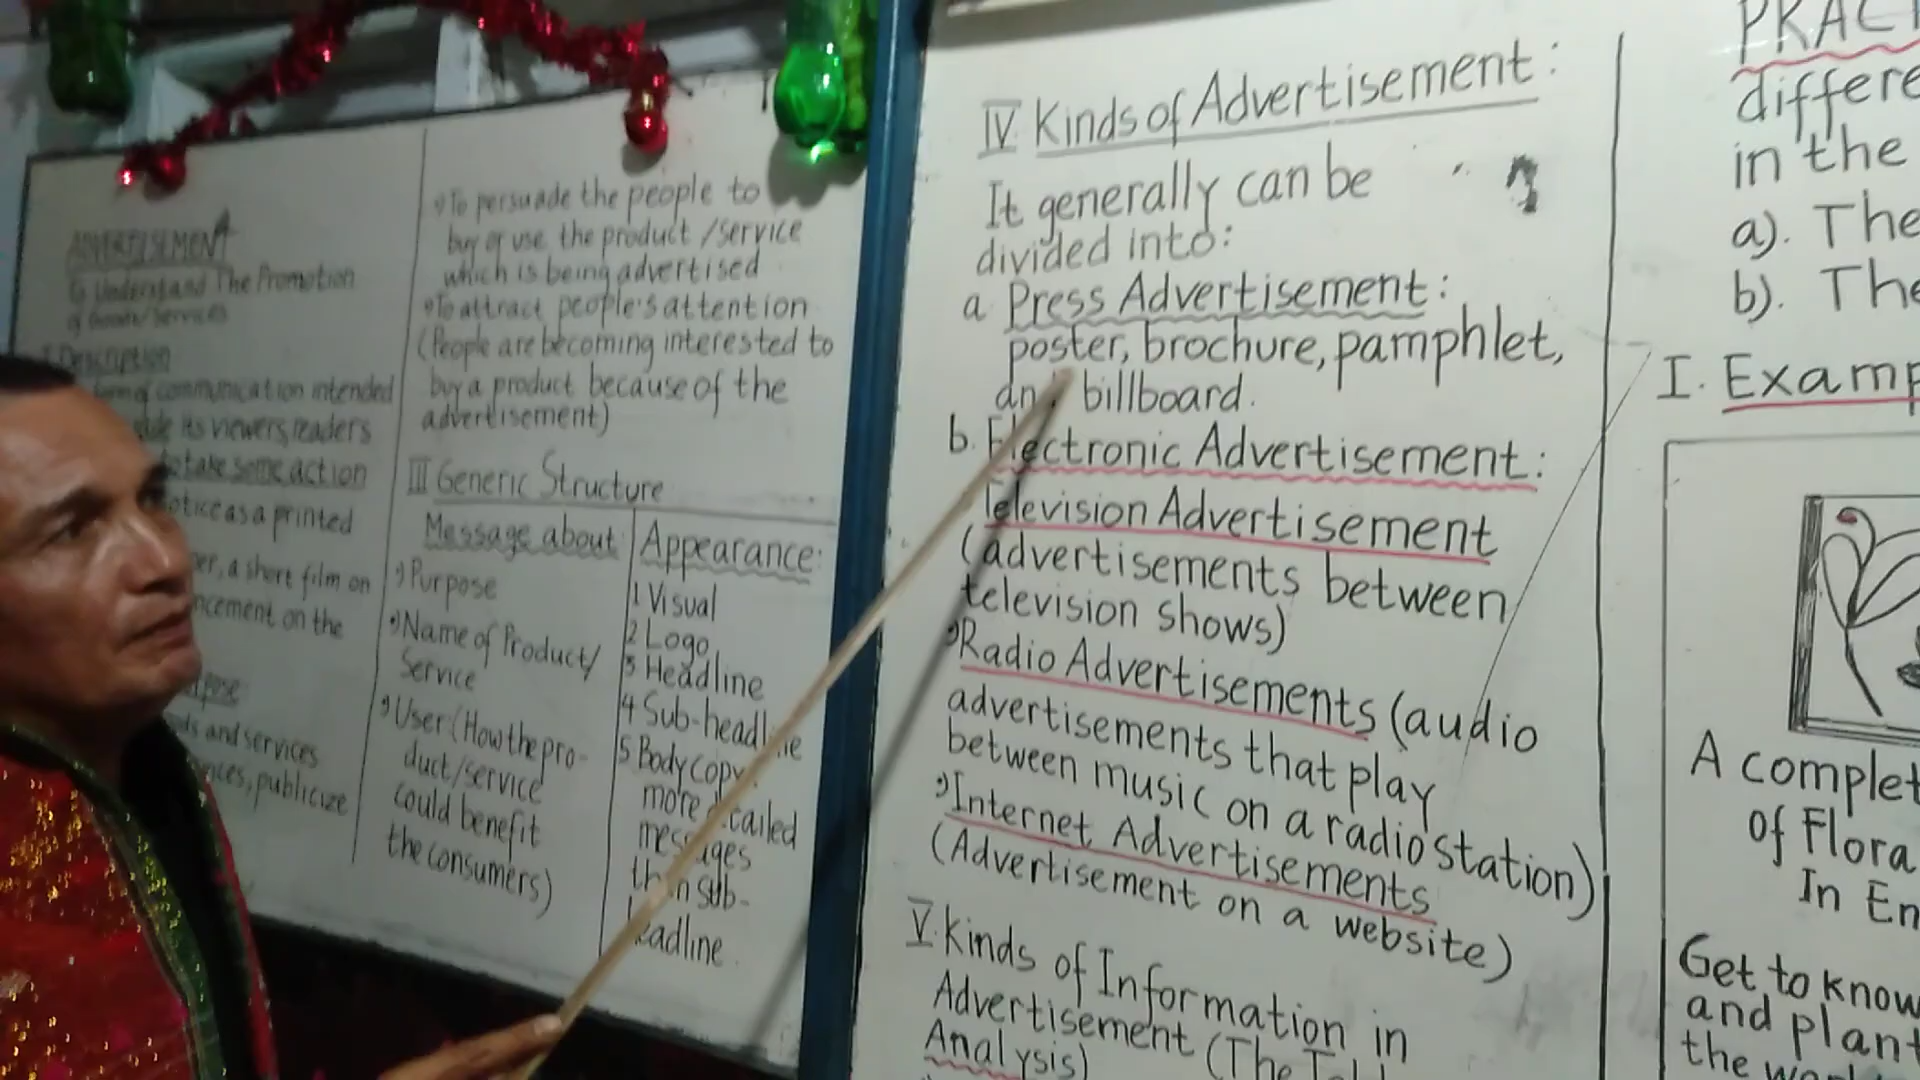 ADVERTISEMENT
To Understand The Promotion
of Goods/Services
Description
form of communication intended
its viewers, readers
to take some action
notice as a printed
a short film on
on the
and services
publicize
•To persuade the people to
buy or use the product /service
which is being advertised
•To attract people's attention
(People are becoming interested to
buy a product because of the
advertisement)
III Generic Structure
Message about
•Purpose
•Name of Product/
Service
•User (How the pro-
duct/service
could benefit
the consumers)
Appearance:
1 Visual
2 Logo
3 Headline
4 Sub-headline
5 Body copy:
more detailed
messages
than sub-
headline.
IV. Kinds of Advertisement:
It generally can be
divided into:
a Press Advertisement:
poster, brochure, pamphlet,
and billboard.
b. Electronic Advertisement:
Television Advertisement
(advertisements between
television shows)
•Radio Advertisements (audio
advertisements that play
between music on a radio station)
•Internet Advertisements
(Advertisement on a website)
V. Kinds of Information in
Advertisement (The
Analysis)
PRACT
differe
in the
a). The
b). The
I. Examp
A complet
of Flora
In En
Get to know
and plant
the